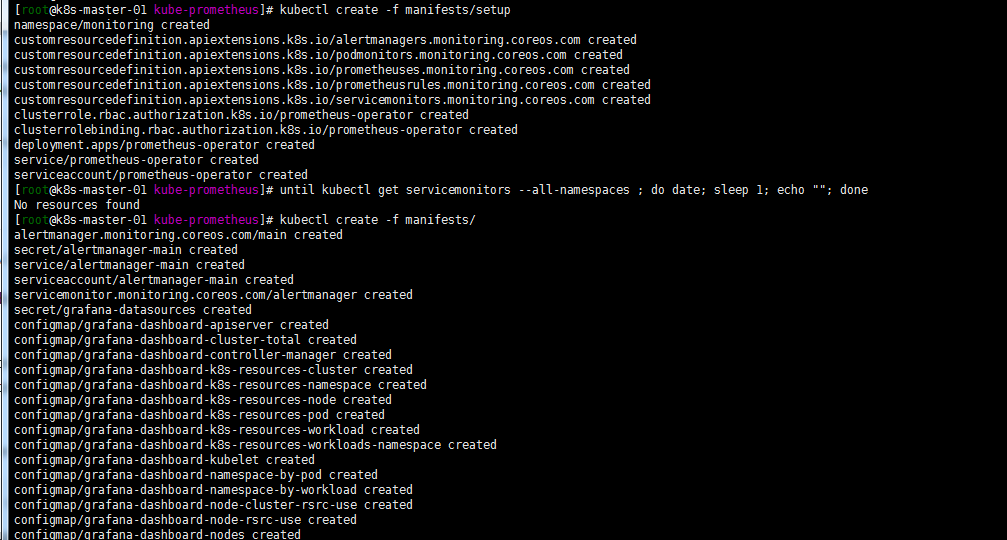 [root@k8s-master-01 kube-prometheus]# kubectl create -f manifests/setup
namespace/monitoring created
customresourcedefinition.apiextensions.k8s.io/alertmanagers.monitoring.coreos.com created
customresourcedefinition.apiextensions.k8s.io/podmonitors.monitoring.coreos.com created
customresourcedefinition.apiextensions.k8s.io/prometheuses.monitoring.coreos.com created
customresourcedefinition.apiextensions.k8s.io/prometheusrules.monitoring.coreos.com created
customresourcedefinition.apiextensions.k8s.io/servicemonitors.monitoring.coreos.com created
clusterrole.rbac.authorization.k8s.io/prometheus-operator created
clusterrolebinding.rbac.authorization.k8s.io/prometheus-operator created
deployment.apps/prometheus-operator created
service/prometheus-operator created
serviceaccount/prometheus-operator created
[root@k8s-master-01 kube-prometheus]# until kubectl get servicemonitors --all-namespaces ; do date; sleep 1; echo ""; done
No resources found
[root@k8s-master-01 kube-prometheus]# kubectl create -f manifests/
alertmanager.monitoring.coreos.com/main created
secret/alertmanager-main created
service/alertmanager-main created
serviceaccount/alertmanager-main created
servicemonitor.monitoring.coreos.com/alertmanager created
secret/grafana-datasources created
configmap/grafana-dashboard-apiserver created
configmap/grafana-dashboard-cluster-total created
configmap/grafana-dashboard-controller-manager created
configmap/grafana-dashboard-k8s-resources-cluster created
configmap/grafana-dashboard-k8s-resources-namespace created
configmap/grafana-dashboard-k8s-resources-node created
configmap/grafana-dashboard-k8s-resources-pod created
configmap/grafana-dashboard-k8s-resources-workload created
configmap/grafana-dashboard-k8s-resources-workloads-namespace created
configmap/grafana-dashboard-kubelet created
configmap/grafana-dashboard-namespace-by-pod created
configmap/grafana-dashboard-namespace-by-workload created
configmap/grafana-dashboard-node-cluster-rsrc-use created
configmap/grafana-dashboard-node-rsrc-use created
configmap/grafana-dashboard-nodes created